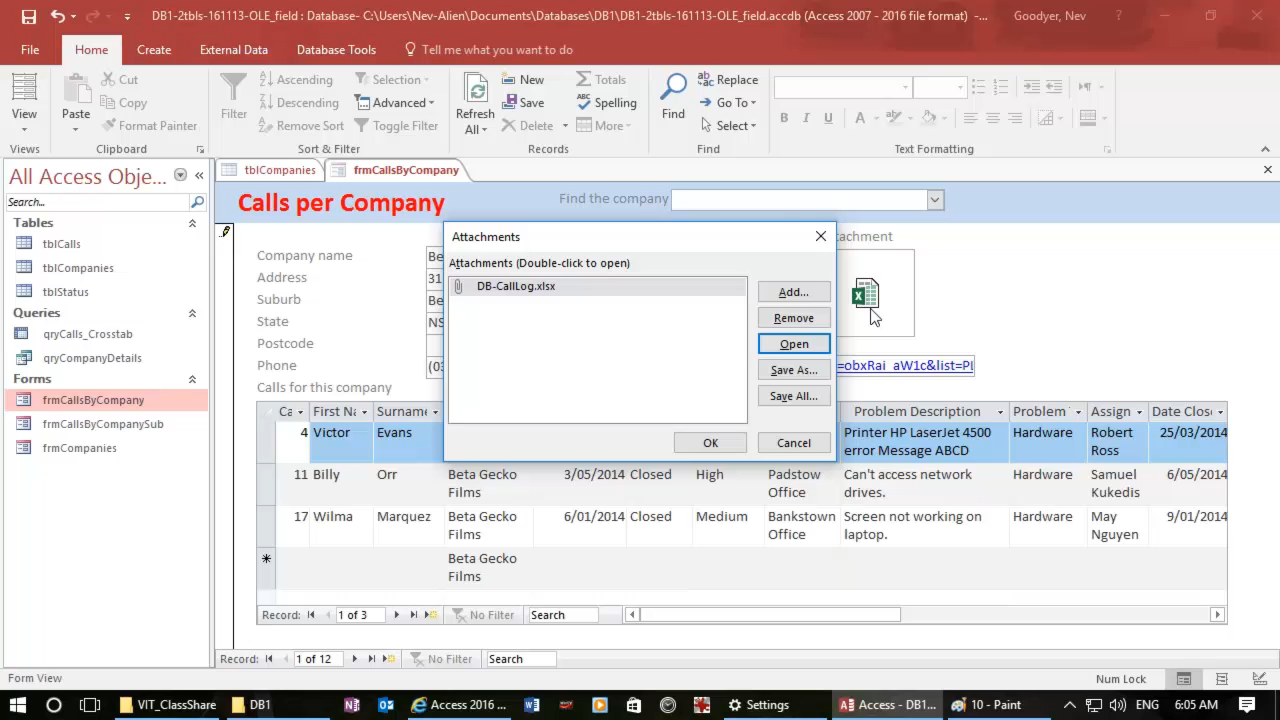 DB1-2tbls-161113-OLE_field : Database- C:\Users\Nev-Alien\Documents\Databases\DB1\DB1-2tbls-161113-OLE_field.accdb (Access 2007 - 2016 file format) -... Goodyer, Nev ?
File Home Create External Data Database Tools Tell me what you want to do
View
Views
Paste
Cut
Copy
Format Painter
Clipboard
Filter
Ascending
Descending
Remove Sort
Selection
Advanced
Toggle Filter
Sort & Filter
Refresh All
New
Save
Delete
Totals
Spelling
More
Records
Find
Replace
Go To
Select
Find
B I U A
Text Formatting
All Access Obje...
Search...
Tables
tblCalls
tblCompanies
tblStatus
Queries
qryCalls_Crosstab
qryCompanyDetails
Forms
frmCallsByCompany
frmCallsByCompanySub
frmCompanies
tblCompanies frmCallsByCompany
Calls per Company Find the company
Company name Be
Address 31
Suburb Be
State NS
Postcode
Phone (03
Calls for this company
tachment
=obxRai_aW1c&list=PL
Attachments
Attachments (Double-click to open)
DB-CallLog.xlsx
Add...
Remove
Open
Save As...
Save All...
OK Cancel
Ca First Na Surname Problem Description Problem Assign Date Close
4 Victor Evans Printer HP LaserJet 4500 error Message ABCD Hardware Robert Ross 25/03/2014
11 Billy Orr Beta Gecko Films 3/05/2014 Closed High Padstow Office Can't access network drives. Hardware Samuel Kukedis 6/05/2014
17 Wilma Marquez Beta Gecko Films 6/01/2014 Closed Medium Bankstown Office Screen not working on laptop. Hardware May Nguyen 9/01/2014
Beta Gecko Films
Record: 1 of 3 No Filter Search
Record: 1 of 12 No Filter Search
Form View Num Lock
VIT_ClassShare DB1 Access 2016 ... Settings Access - DB1... 10 - Paint ENG 6:05 AM